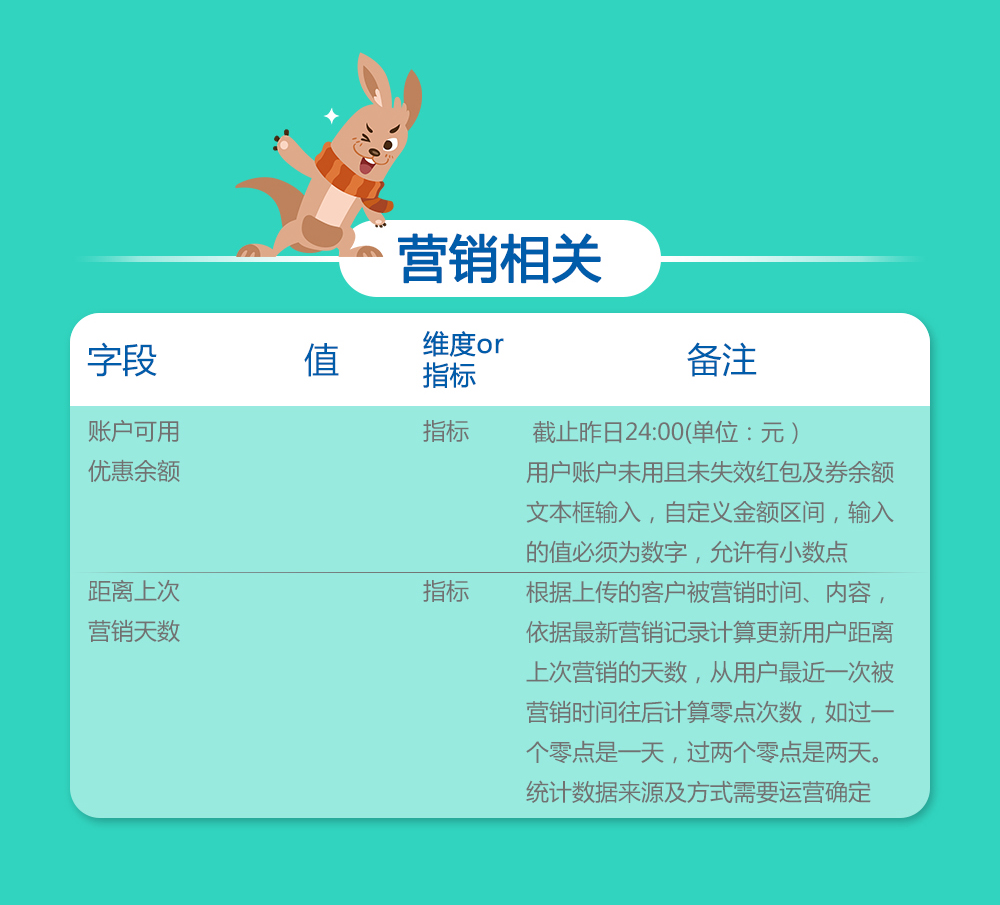 营销相关
字段 值 维度or 备注
指标
账户可用 指标 截止昨日24:00(单位：元 )
优惠余额 用户账户未用且未失效红包及券余额
文本框输入，自定义金额区间，输入
的值必须为数字，允许有小数点
距离上次 指标 根据上传的客户被营销时间、内容，
营销天数 依据最新营销记录计算更新用户距离
上次营销的天数，从用户最近一次被
营销时间往后计算零点次数，如过一
个零点是一天，过两个零点是两天。
统计数据来源及方式需要运营确定